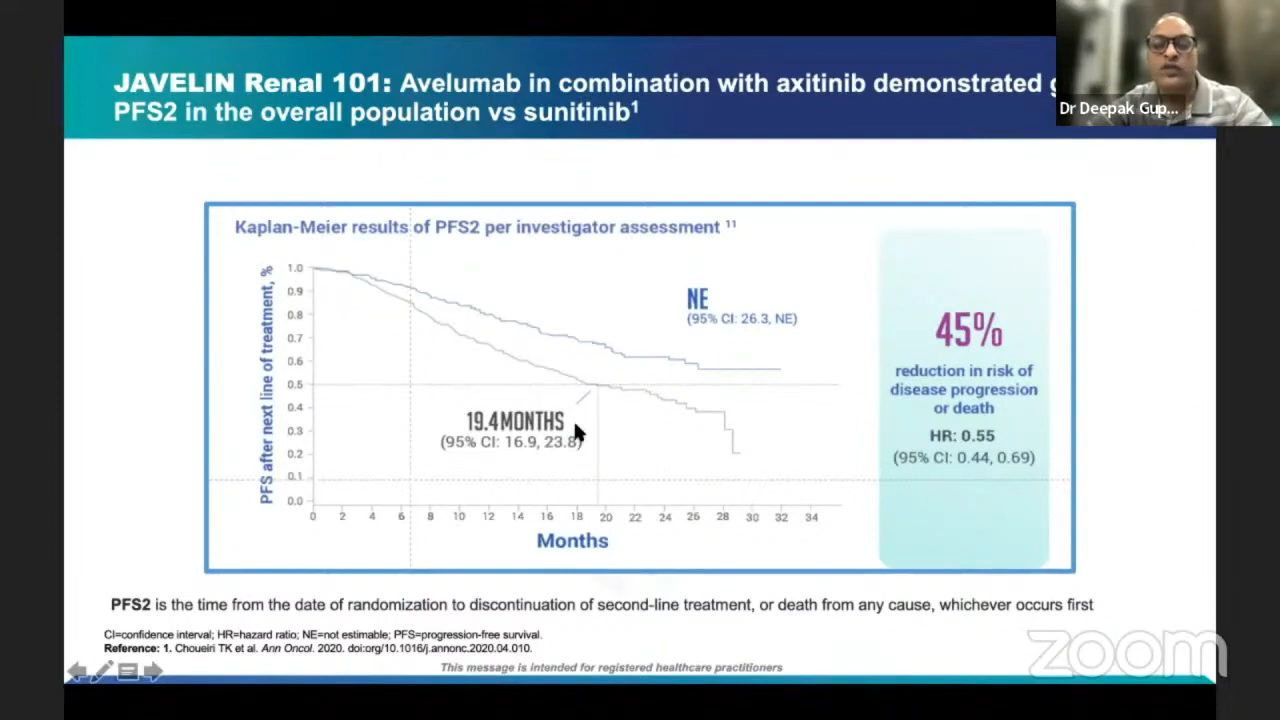 JAVELIN Renal 101: Avelumab in combination with axitinib demonstrated
PFS2 in the overall population vs sunitinib¹
Dr Deepak Gup...
Kaplan-Meier results of PFS2 per investigator assessment ¹¹
PFS after next line of treatment, %
1.0
0.9
0.8
0.7
0.6
0.5
0.4
0.3
0.2
0.1
0.0
NE
(95% CI: 26.3, NE)
19.4 MONTHS
(95% CI: 16.9, 23.8)
0 2 4 6 8 10 12 14 16 18 20 22 24 26 28 30 32 34
Months
45%
reduction in risk of
disease progression
or death
HR: 0.55
(95% CI: 0.44, 0.69)
PFS2 is the time from the date of randomization to discontinuation of second-line treatment, or death from any cause, whichever occurs first
CI=confidence interval; HR=hazard ratio; NE=not estimable; PFS=progression-free survival.
Reference: 1. Choueiri TK et al. Ann Oncol. 2020. doi:org/10.1016/j.annonc.2020.04.010.
This message is intended for registered healthcare practitioners
zoom